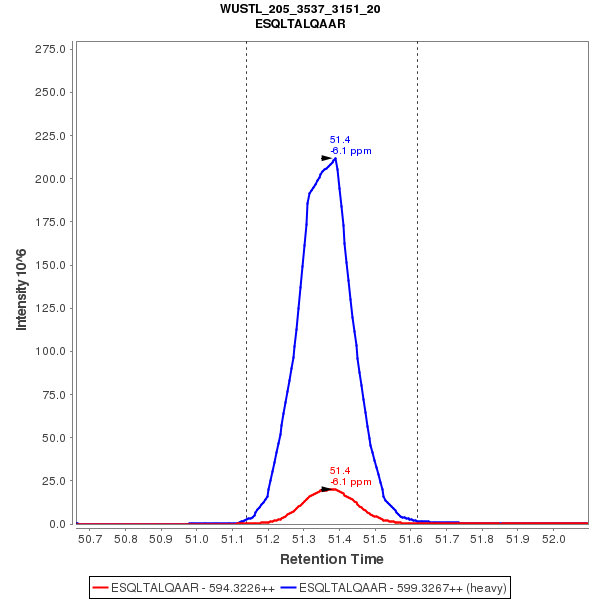 WUSTL_205_3537_3151_20
ESQLTALQAAR
275.0
250.0
225.0
200.0
175.0
150.0
125.0
100.0
75.0
50.0
25.0
0.0
Intensity 10^6
51.4
-6.1 ppm
51.4
-6.1 ppm
50.7 50.8 50.9 51.0 51.1 51.2 51.3 51.4 51.5 51.6 51.7 51.8 51.9 52.0
Retention Time
ESQLTALQAAR - 594.3226++ ESQLTALQAAR - 599.3267++ (heavy)